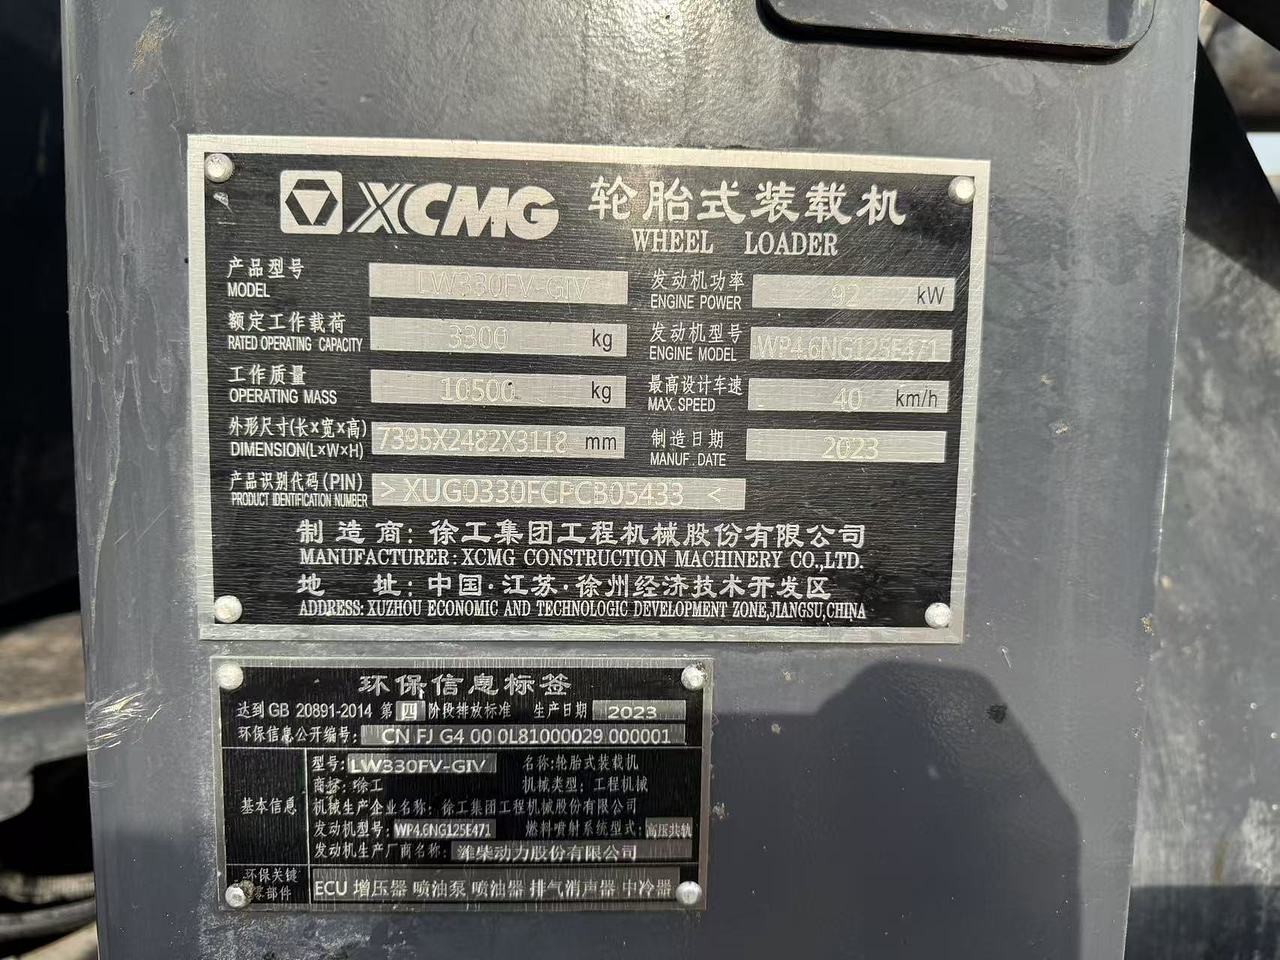 XCMG 轮胎式装载机
WHEEL LOADER
产品型号 LW330FV-GIV 发动机功率 92 kW
MODEL ENGINE POWER
额定工作载荷 3300 kg 发动机型号 WP4.6NG125E471
RATED OPERATING CAPACITY ENGINE MODEL
工作质量 10500 kg 最高设计车速 40 km/h
OPERATING MASS MAX. SPEED
外形尺寸(长×宽×高) 7395X2482X3118 mm 制造日期 2023
DIMENSION(L×W×H) MANUF. DATE
产品识别代码(PIN) > XUG0330FCPCB05433 <
PRODUCT IDENTIFICATION NUMBER
制造商: 徐工集团工程机械股份有限公司
MANUFACTURER: XCMG CONSTRUCTION MACHINERY CO.,LTD.
地址: 中国·江苏·徐州经济技术开发区
ADDRESS: XUZHOU ECONOMIC AND TECHNOLOGIC DEVELOPMENT ZONE,JIANGSU,CHINA
环保信息标签
达到 GB 20891-2014 第 四 阶段排放标准 生产日期 2023
环保信息公开编号: CN FJ G4 00 0L81000029 000001
基本信息
型号: LW330FV-GIV 名称:轮胎式装载机
商标: 徐工 机械类型: 工程机械
机械生产企业名称: 徐工集团工程机械股份有限公司
发动机型号: WP4.6NG125E471 燃料喷射系统型式: 高压共轨
发动机生产厂商名称: 潍柴动力股份有限公司
环保关键零部件
ECU 增压器 喷油泵 喷油器 排气消声器 中冷器